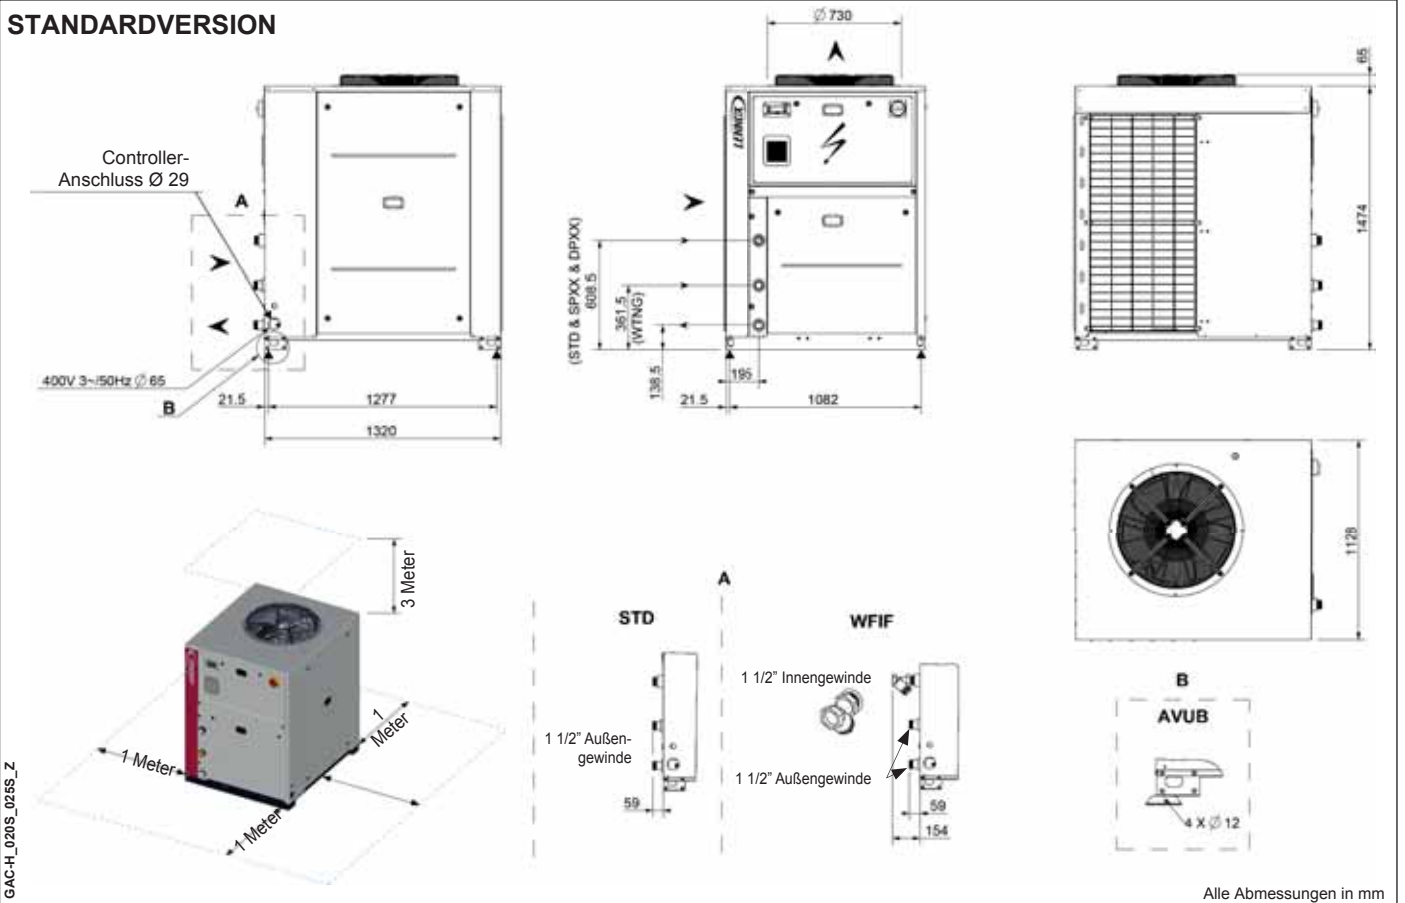 STANDARDVERSION
Ø 730
65
LENNOX
Controller-
Anschluss Ø 29
A
(STD & SPXX & DPXX)
608.5
361.5
(WTNG)
138.5
1474
400V 3~/50Hz Ø 65
B
21.5
1277
1320
195
21.5
1082
3 Meter
1 Meter
1
Meter
1 Meter
A
STD
1 1/2” Außen-
gewinde
59
WFIF
1 1/2” Innengewinde
1 1/2” Außengewinde
59
154
1128
B
AVUB
4 X Ø 12
GAC-H_020S_025S_Z
Alle Abmessungen in mm